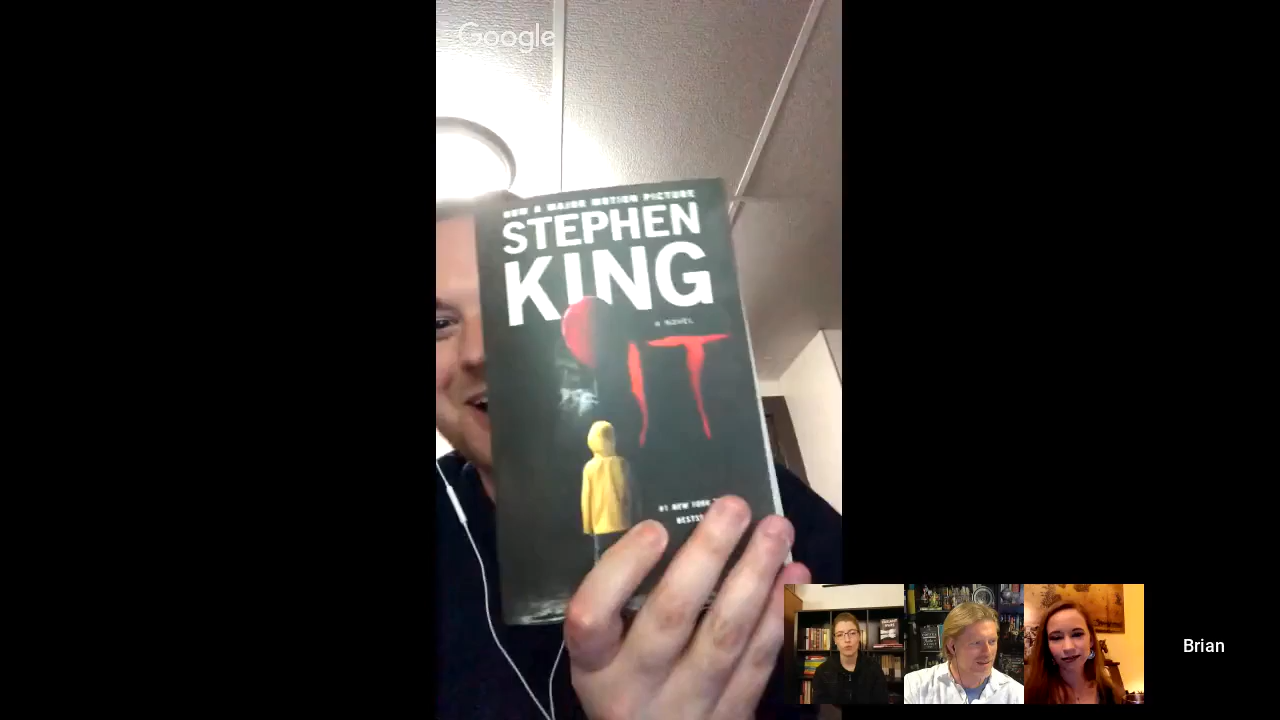 Google
NOW A MAJOR MOTION PICTURE
STEPHEN
KING
A NOVEL
IT
#1 NEW YORK
Brian